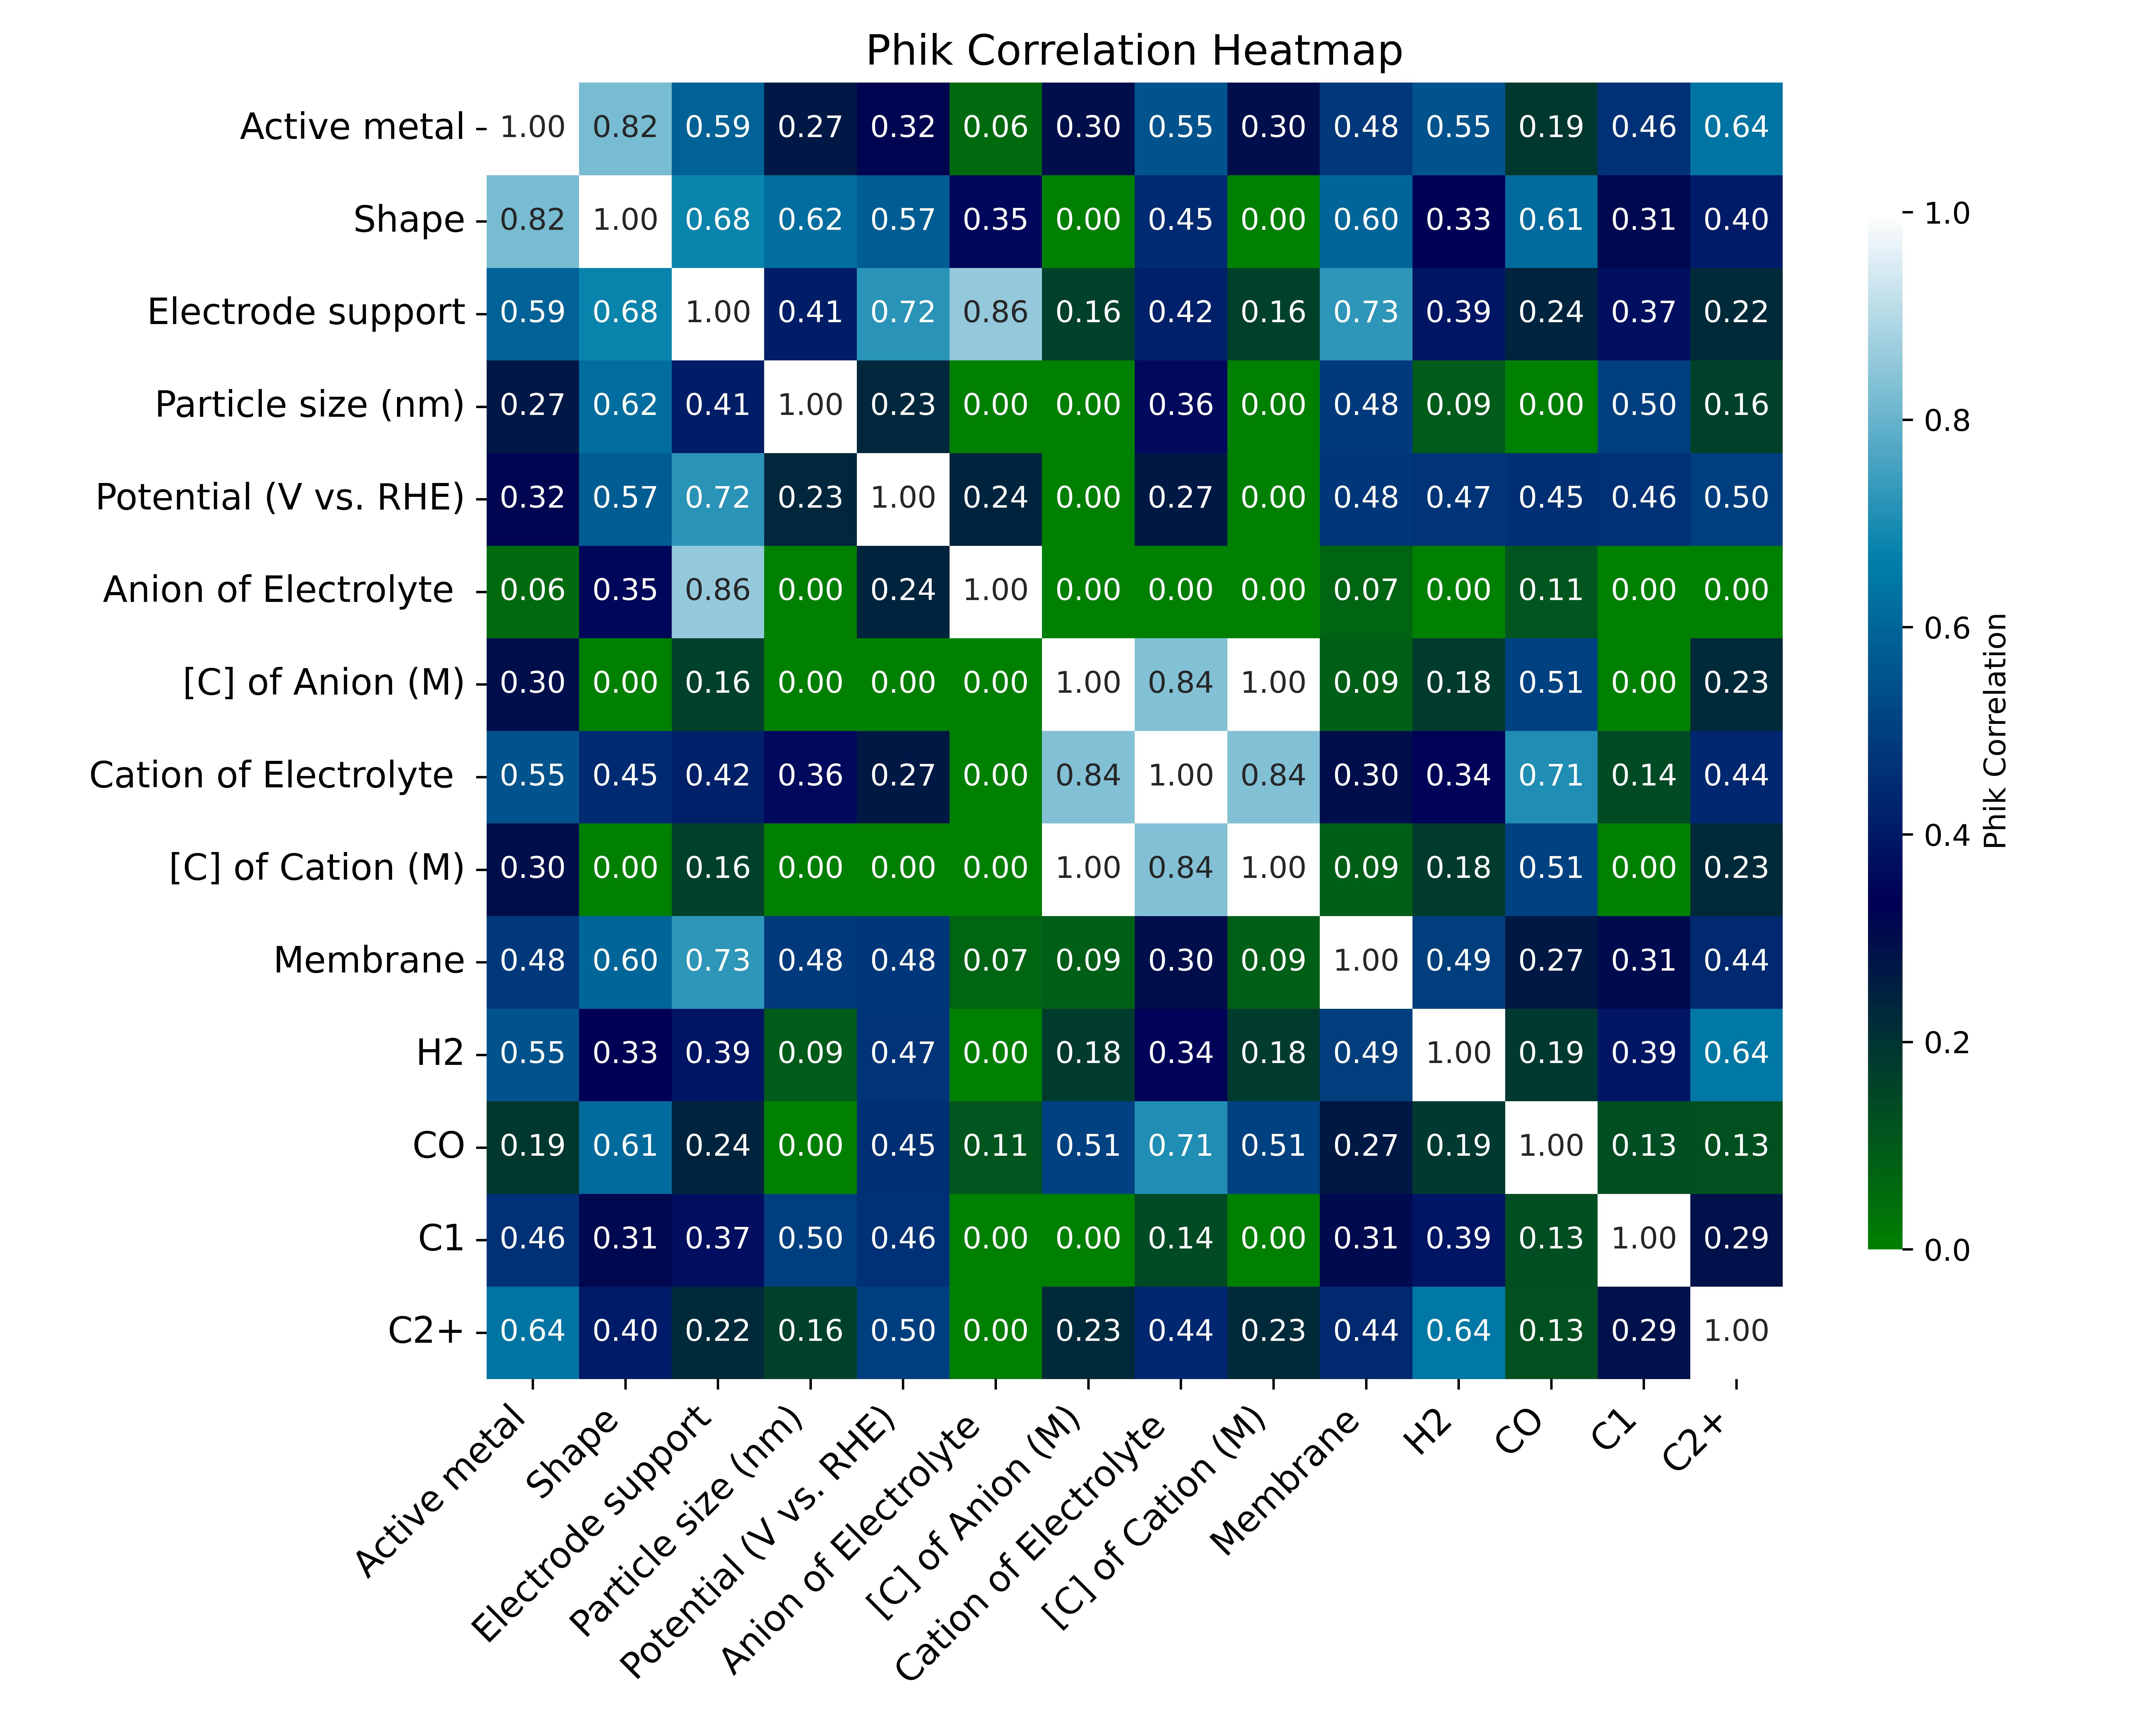 Phik Correlation Heatmap
Active metal 1.00 0.82 0.59 0.27 0.32 0.06 0.30 0.55 0.30 0.48 0.55 0.19 0.46 0.64
Shape 0.82 1.00 0.68 0.62 0.57 0.35 0.00 0.45 0.00 0.60 0.33 0.61 0.31 0.40
Electrode support 0.59 0.68 1.00 0.41 0.72 0.86 0.16 0.42 0.16 0.73 0.39 0.24 0.37 0.22
Particle size (nm) 0.27 0.62 0.41 1.00 0.23 0.00 0.00 0.36 0.00 0.48 0.09 0.00 0.50 0.16
Potential (V vs. RHE) 0.32 0.57 0.72 0.23 1.00 0.24 0.00 0.27 0.00 0.48 0.47 0.45 0.46 0.50
Anion of Electrolyte 0.06 0.35 0.86 0.00 0.24 1.00 0.00 0.00 0.00 0.07 0.00 0.11 0.00 0.00
[C] of Anion (M) 0.30 0.00 0.16 0.00 0.00 0.00 1.00 0.84 1.00 0.09 0.18 0.51 0.00 0.23
Cation of Electrolyte 0.55 0.45 0.42 0.36 0.27 0.00 0.84 1.00 0.84 0.30 0.34 0.71 0.14 0.44
[C] of Cation (M) 0.30 0.00 0.16 0.00 0.00 0.00 1.00 0.84 1.00 0.09 0.18 0.51 0.00 0.23
Membrane 0.48 0.60 0.73 0.48 0.48 0.07 0.09 0.30 0.09 1.00 0.49 0.27 0.31 0.44
H2 0.55 0.33 0.39 0.09 0.47 0.00 0.18 0.34 0.18 0.49 1.00 0.19 0.39 0.64
CO 0.19 0.61 0.24 0.00 0.45 0.11 0.51 0.71 0.51 0.27 0.19 1.00 0.13 0.13
C1 0.46 0.31 0.37 0.50 0.46 0.00 0.00 0.14 0.00 0.31 0.39 0.13 1.00 0.29
C2+ 0.64 0.40 0.22 0.16 0.50 0.00 0.23 0.44 0.23 0.44 0.64 0.13 0.29 1.00
Active metal
Shape
Electrode support
Particle size (nm)
Potential (V vs. RHE)
Anion of Electrolyte
[C] of Anion (M)
Cation of Electrolyte
[C] of Cation (M)
Membrane
H2
CO
C1
C2+
1.0
0.8
0.6
0.4
0.2
0.0
Phik Correlation